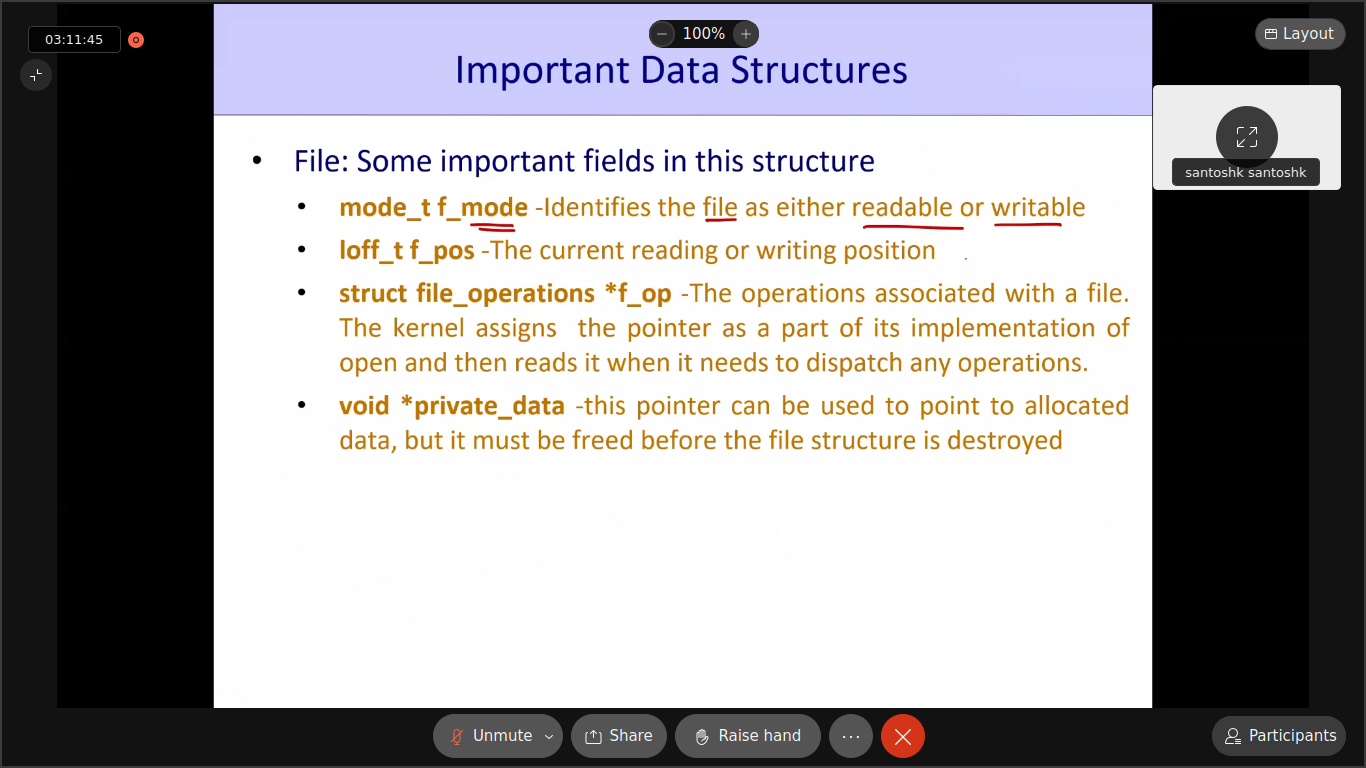 03:11:45
100%
Layout
Important Data Structures
santoshk santoshk
• File: Some important fields in this structure
• mode_t f_mode -Identifies the file as either readable or writable
• loff_t f_pos -The current reading or writing position
• struct file_operations *f_op -The operations associated with a file.
The kernel assigns the pointer as a part of its implementation of
open and then reads it when it needs to dispatch any operations.
• void *private_data -this pointer can be used to point to allocated
data, but it must be freed before the file structure is destroyed
Unmute
Share
Raise hand
Participants